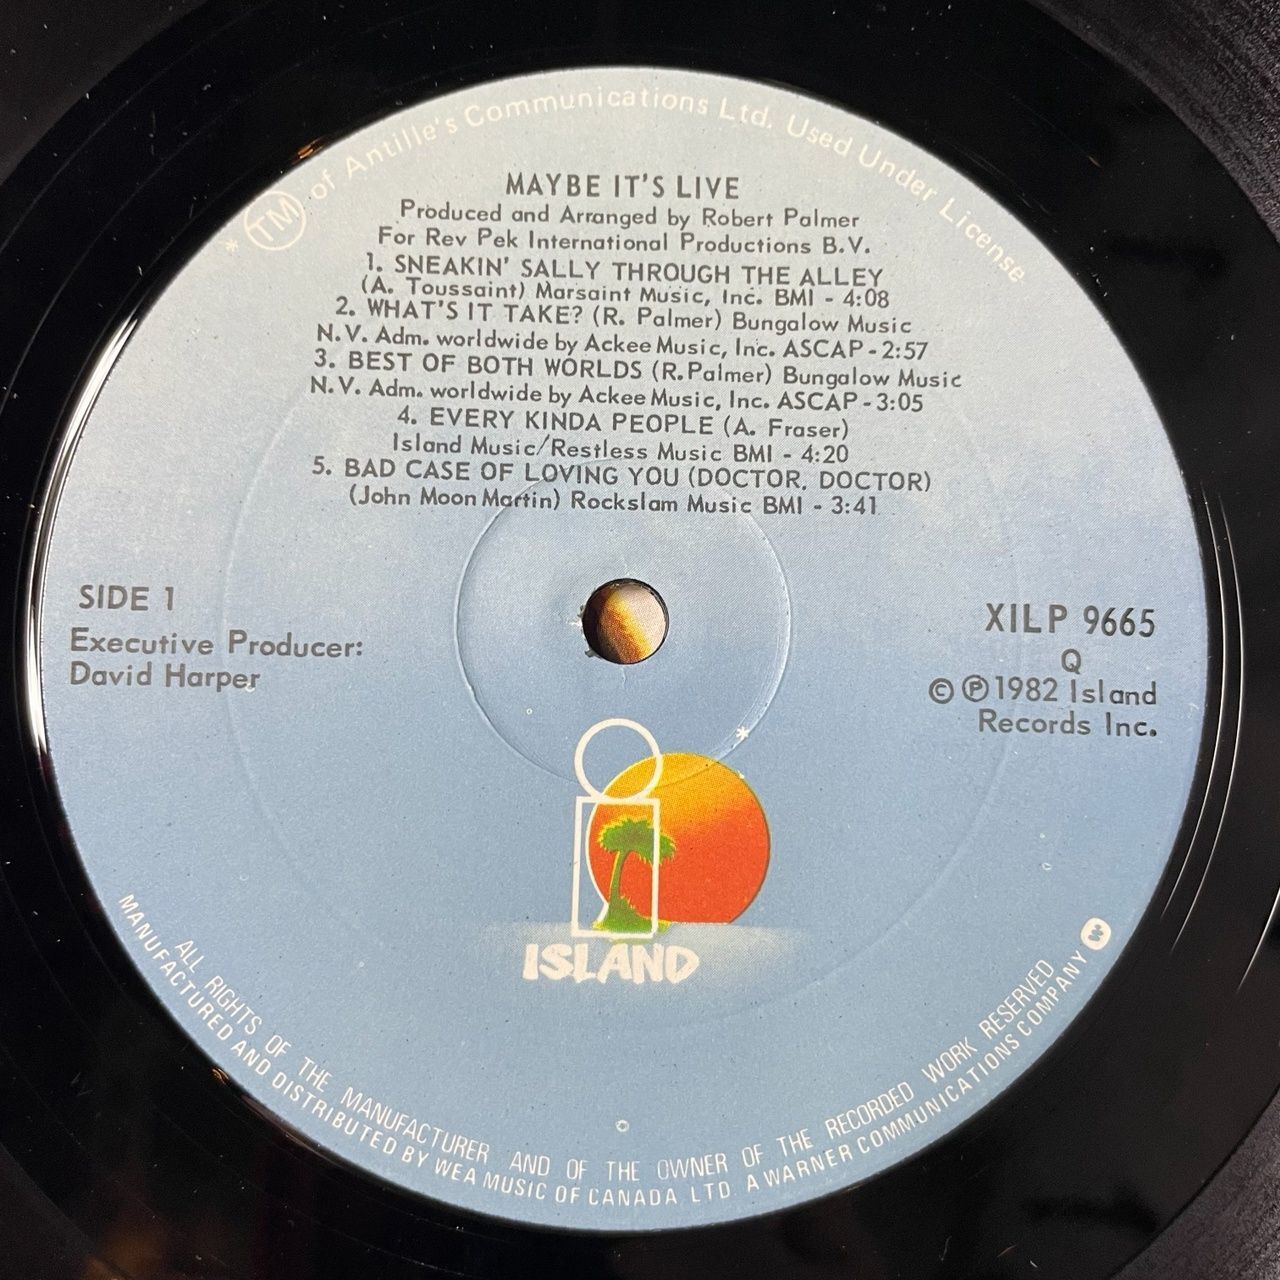 * TM of Antille's Communications Ltd. Used Under License
MAYBE IT'S LIVE
Produced and Arranged by Robert Palmer
For Rev Pek International Productions B.V.
1. SNEAKIN' SALLY THROUGH THE ALLEY
(A. Toussaint) Marsaint Music, Inc. BMI - 4:08
2. WHAT'S IT TAKE? (R. Palmer) Bungalow Music
N.V. Adm. worldwide by Ackee Music, Inc. ASCAP - 2:57
3. BEST OF BOTH WORLDS (R. Palmer) Bungalow Music
N.V. Adm. worldwide by Ackee Music, Inc. ASCAP - 3:05
4. EVERY KINDA PEOPLE (A. Fraser)
Island Music/Restless Music BMI - 4:20
5. BAD CASE OF LOVING YOU (DOCTOR. DOCTOR)
(John Moon Martin) Rockslam Music BMI - 3:41
SIDE 1
Executive Producer:
David Harper
XILP 9665
Q
© ℗ 1982 Island
Records Inc.
*
ISLAND
ALL RIGHTS OF THE MANUFACTURER AND OF THE OWNER OF THE RECORDED WORK RESERVED
MANUFACTURED AND DISTRIBUTED BY WEA MUSIC OF CANADA LTD A WARNER COMMUNICATIONS COMPANY W